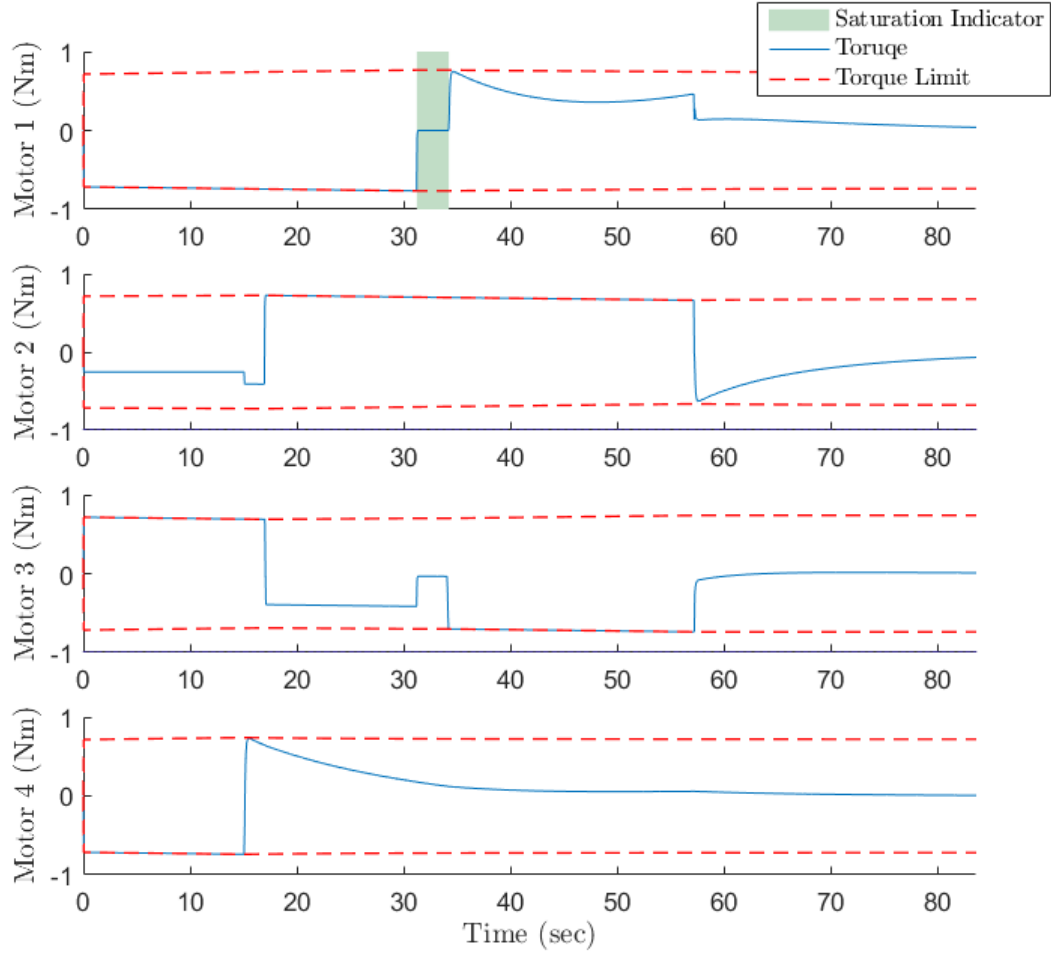 Saturation Indicator
Toruqe
Torque Limit
Motor 1 (Nm)
1
0
-1
0 10 20 30 40 50 60 70 80
Motor 2 (Nm)
1
0
-1
0 10 20 30 40 50 60 70 80
Motor 3 (Nm)
1
0
-1
0 10 20 30 40 50 60 70 80
Motor 4 (Nm)
1
0
-1
0 10 20 30 40 50 60 70 80
Time (sec)